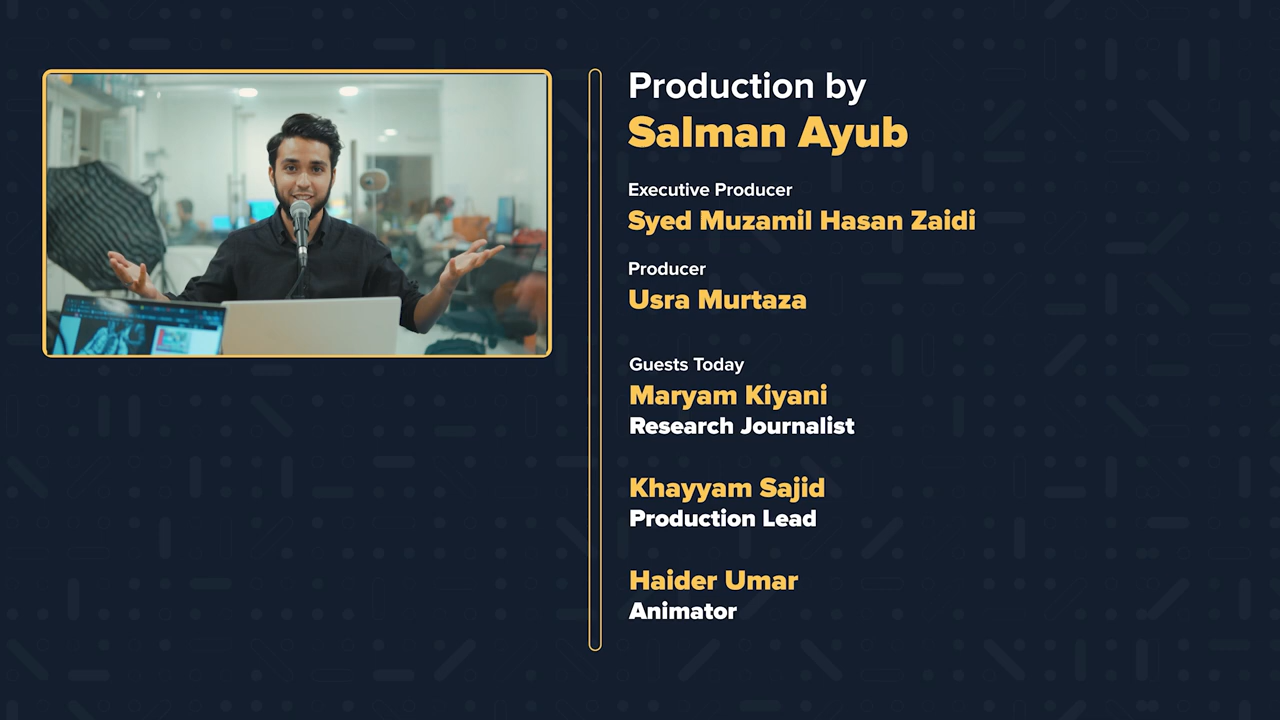 Production by
Salman Ayub
Executive Producer
Syed Muzamil Hasan Zaidi
Producer
Usra Murtaza
Guests Today
Maryam Kiyani
Research Journalist
Khayyam Sajid
Production Lead
Haider Umar
Animator